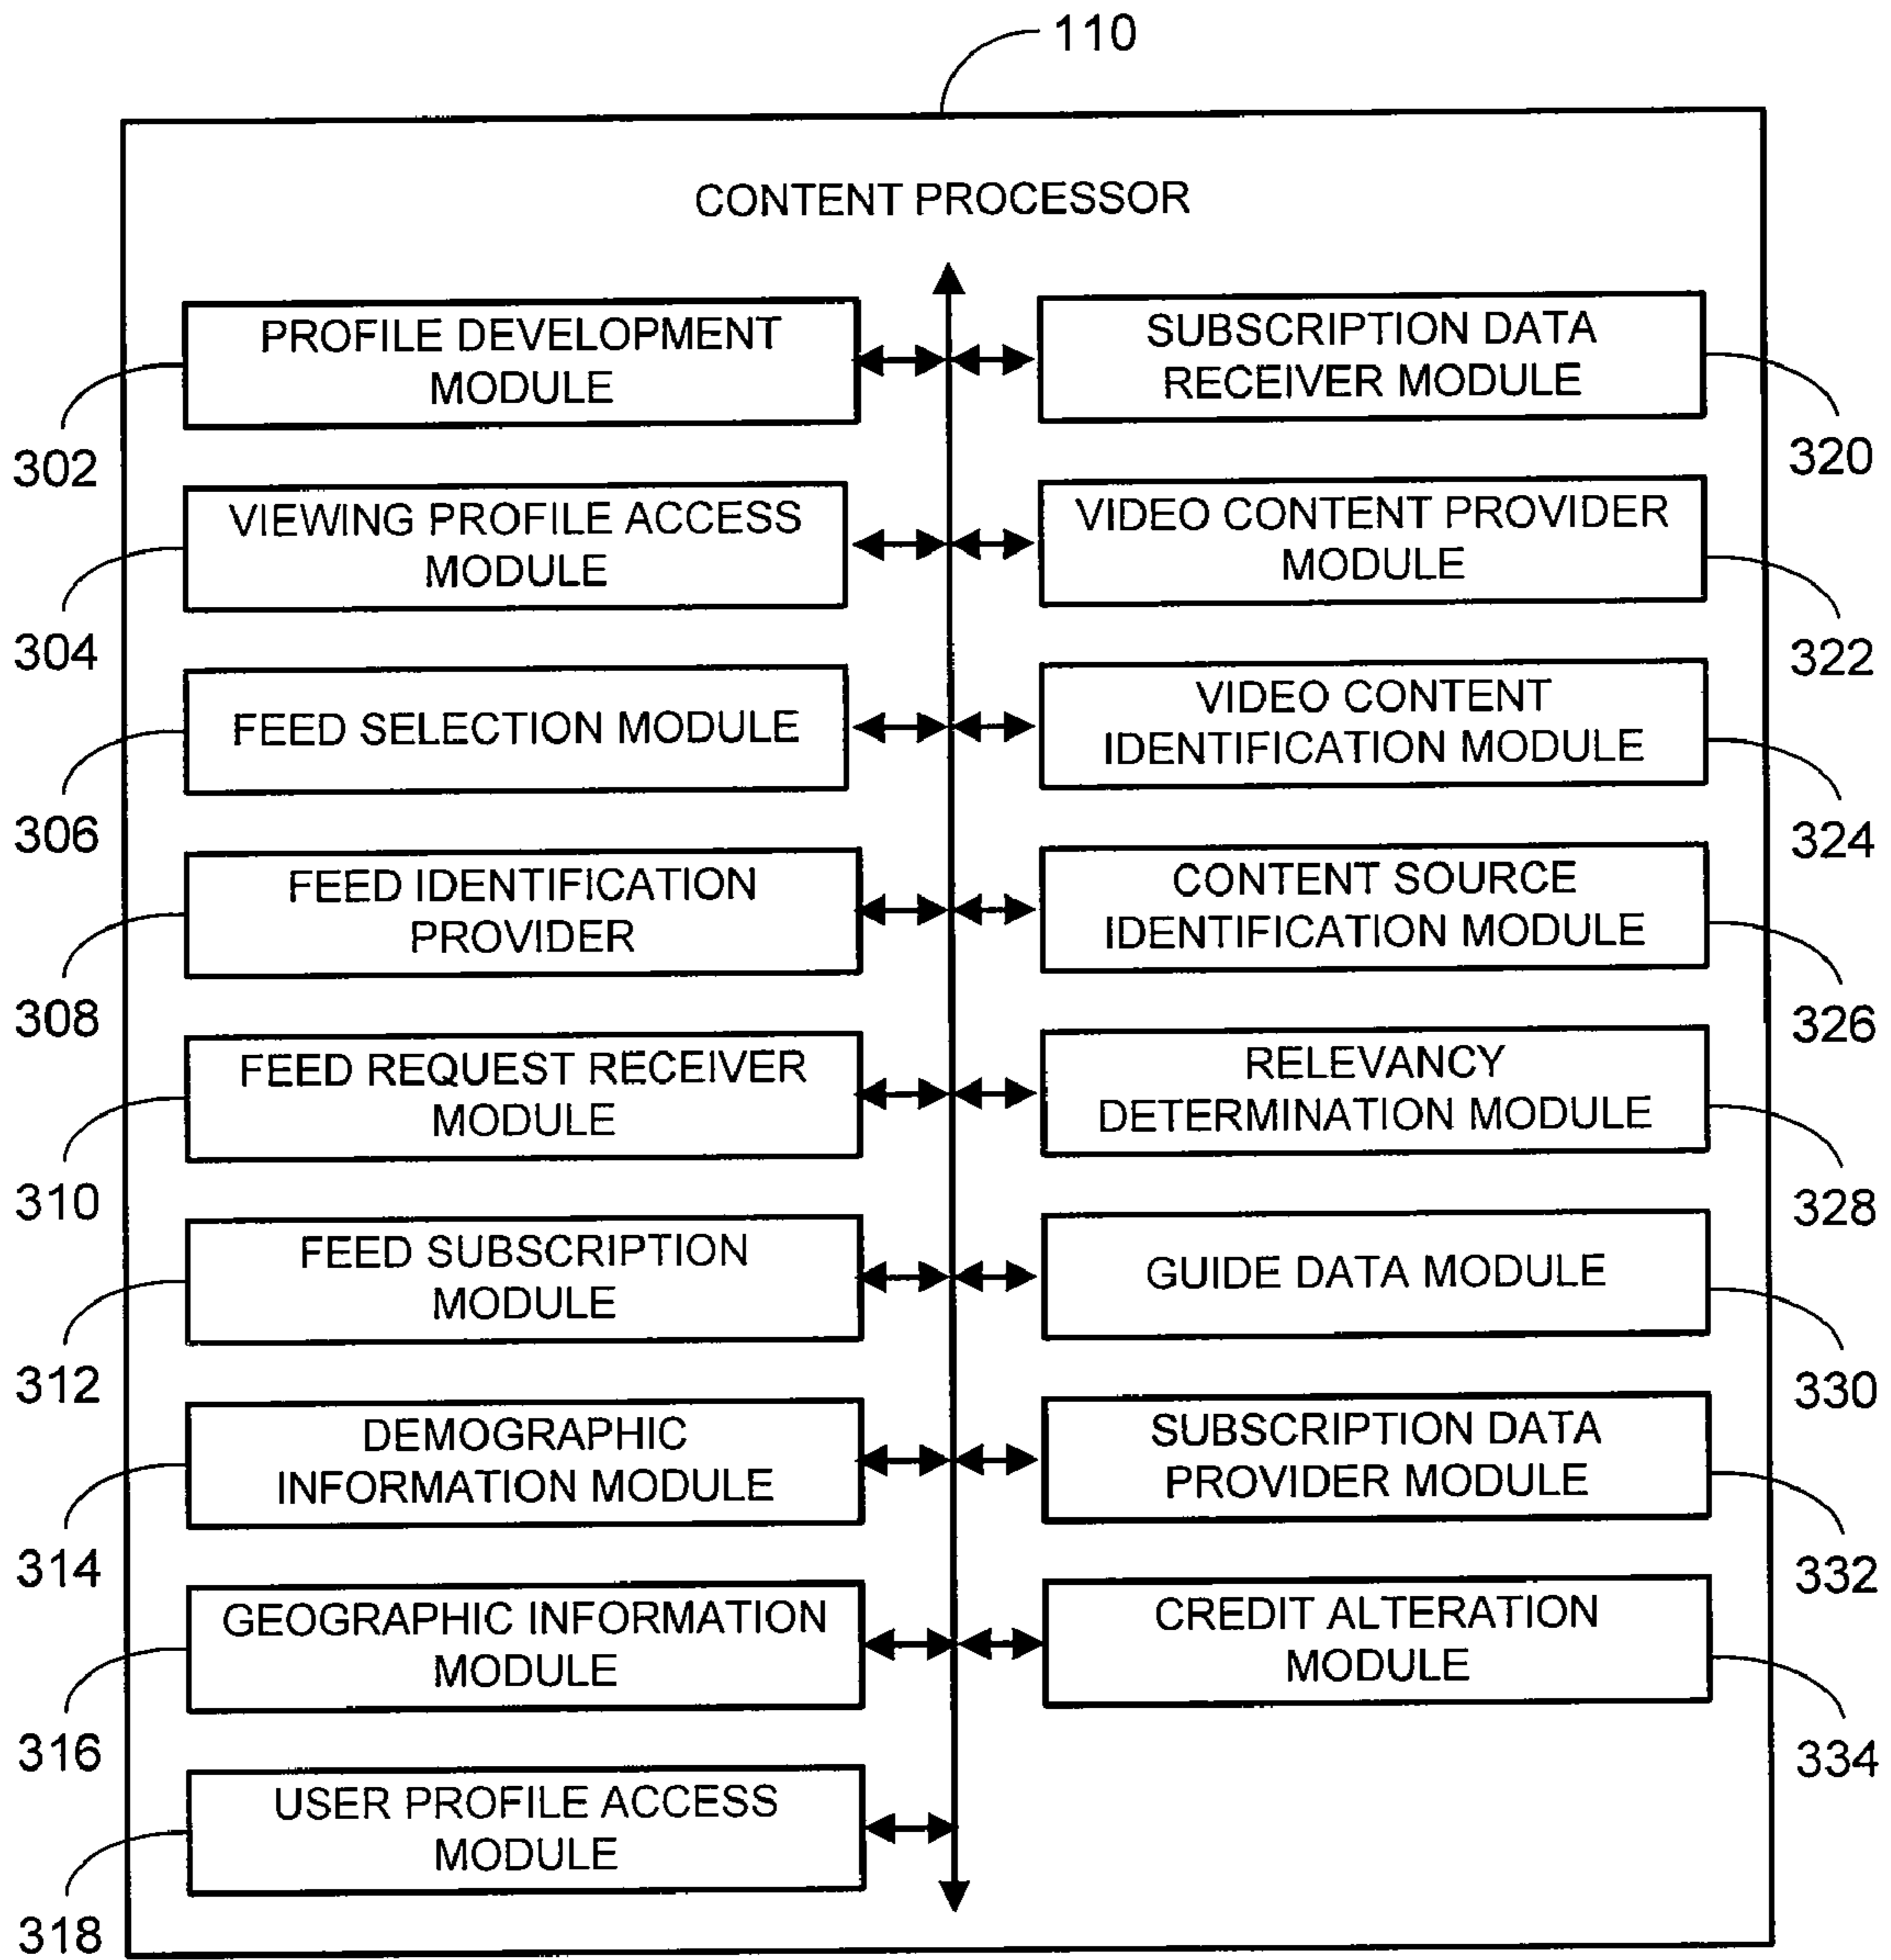 110
CONTENT PROCESSOR
PROFILE DEVELOPMENT
MODULE
302
VIEWING PROFILE ACCESS
MODULE
304
FEED SELECTION MODULE
306
FEED IDENTIFICATION
PROVIDER
308
FEED REQUEST RECEIVER
MODULE
310
FEED SUBSCRIPTION
MODULE
312
DEMOGRAPHIC
INFORMATION MODULE
314
GEOGRAPHIC INFORMATION
MODULE
316
USER PROFILE ACCESS
MODULE
318
SUBSCRIPTION DATA
RECEIVER MODULE
320
VIDEO CONTENT PROVIDER
MODULE
322
VIDEO CONTENT
IDENTIFICATION MODULE
324
CONTENT SOURCE
IDENTIFICATION MODULE
326
RELEVANCY
DETERMINATION MODULE
328
GUIDE DATA MODULE
330
SUBSCRIPTION DATA
PROVIDER MODULE
332
CREDIT ALTERATION
MODULE
334